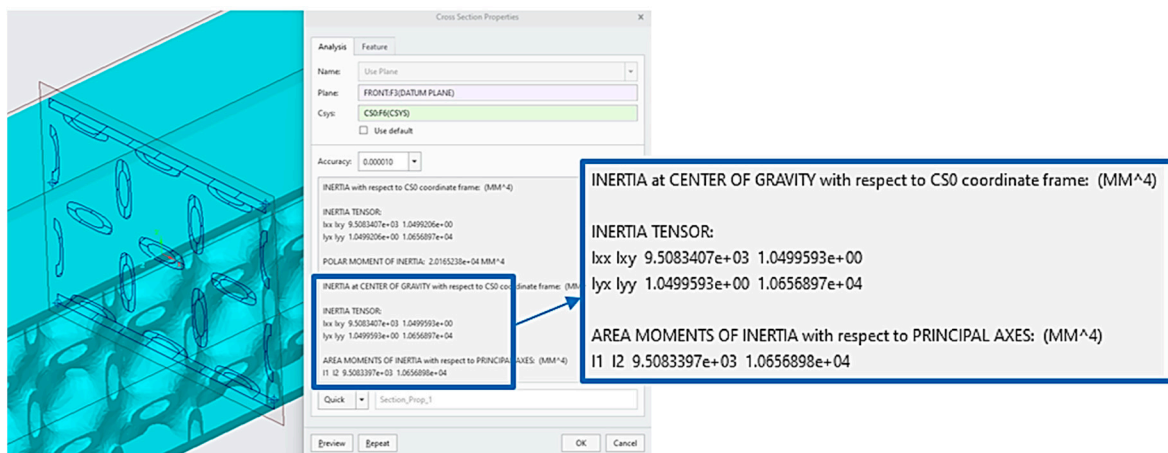 Cross Section Properties
Analysis Feature
Name: Use Plane
Plane: FRONT:F3(DATUM PLANE)
Csys: CS0:F6(CSYS)
Use default
Accuracy: 0.000010
INERTIA with respect to CS0 coordinate frame: (MM^4)
INERTIA TENSOR:
Ixx Ixy 9.5083407e+03 1.0499206e+00
Iyx Iyy 1.0499206e+00 1.0656897e+04
POLAR MOMENT OF INERTIA: 2.0165238e+04 MM^4
INERTIA at CENTER OF GRAVITY with respect to CS0 coordinate frame: (MM
INERTIA TENSOR:
Ixx Ixy 9.5083407e+03 1.0499593e+00
Iyx Iyy 1.0499593e+00 1.0656897e+04
AREA MOMENTS OF INERTIA with respect to PRINCIPAL AXES: (MM^4)
I1 I2 9.5083397e+03 1.0656898e+04
Quick Section_Prop_1
Preview Repeat OK Cancel
INERTIA at CENTER OF GRAVITY with respect to CS0 coordinate frame: (MM^4)
INERTIA TENSOR:
Ixx Ixy 9.5083407e+03 1.0499593e+00
Iyx Iyy 1.0499593e+00 1.0656897e+04
AREA MOMENTS OF INERTIA with respect to PRINCIPAL AXES: (MM^4)
I1 I2 9.5083397e+03 1.0656898e+04